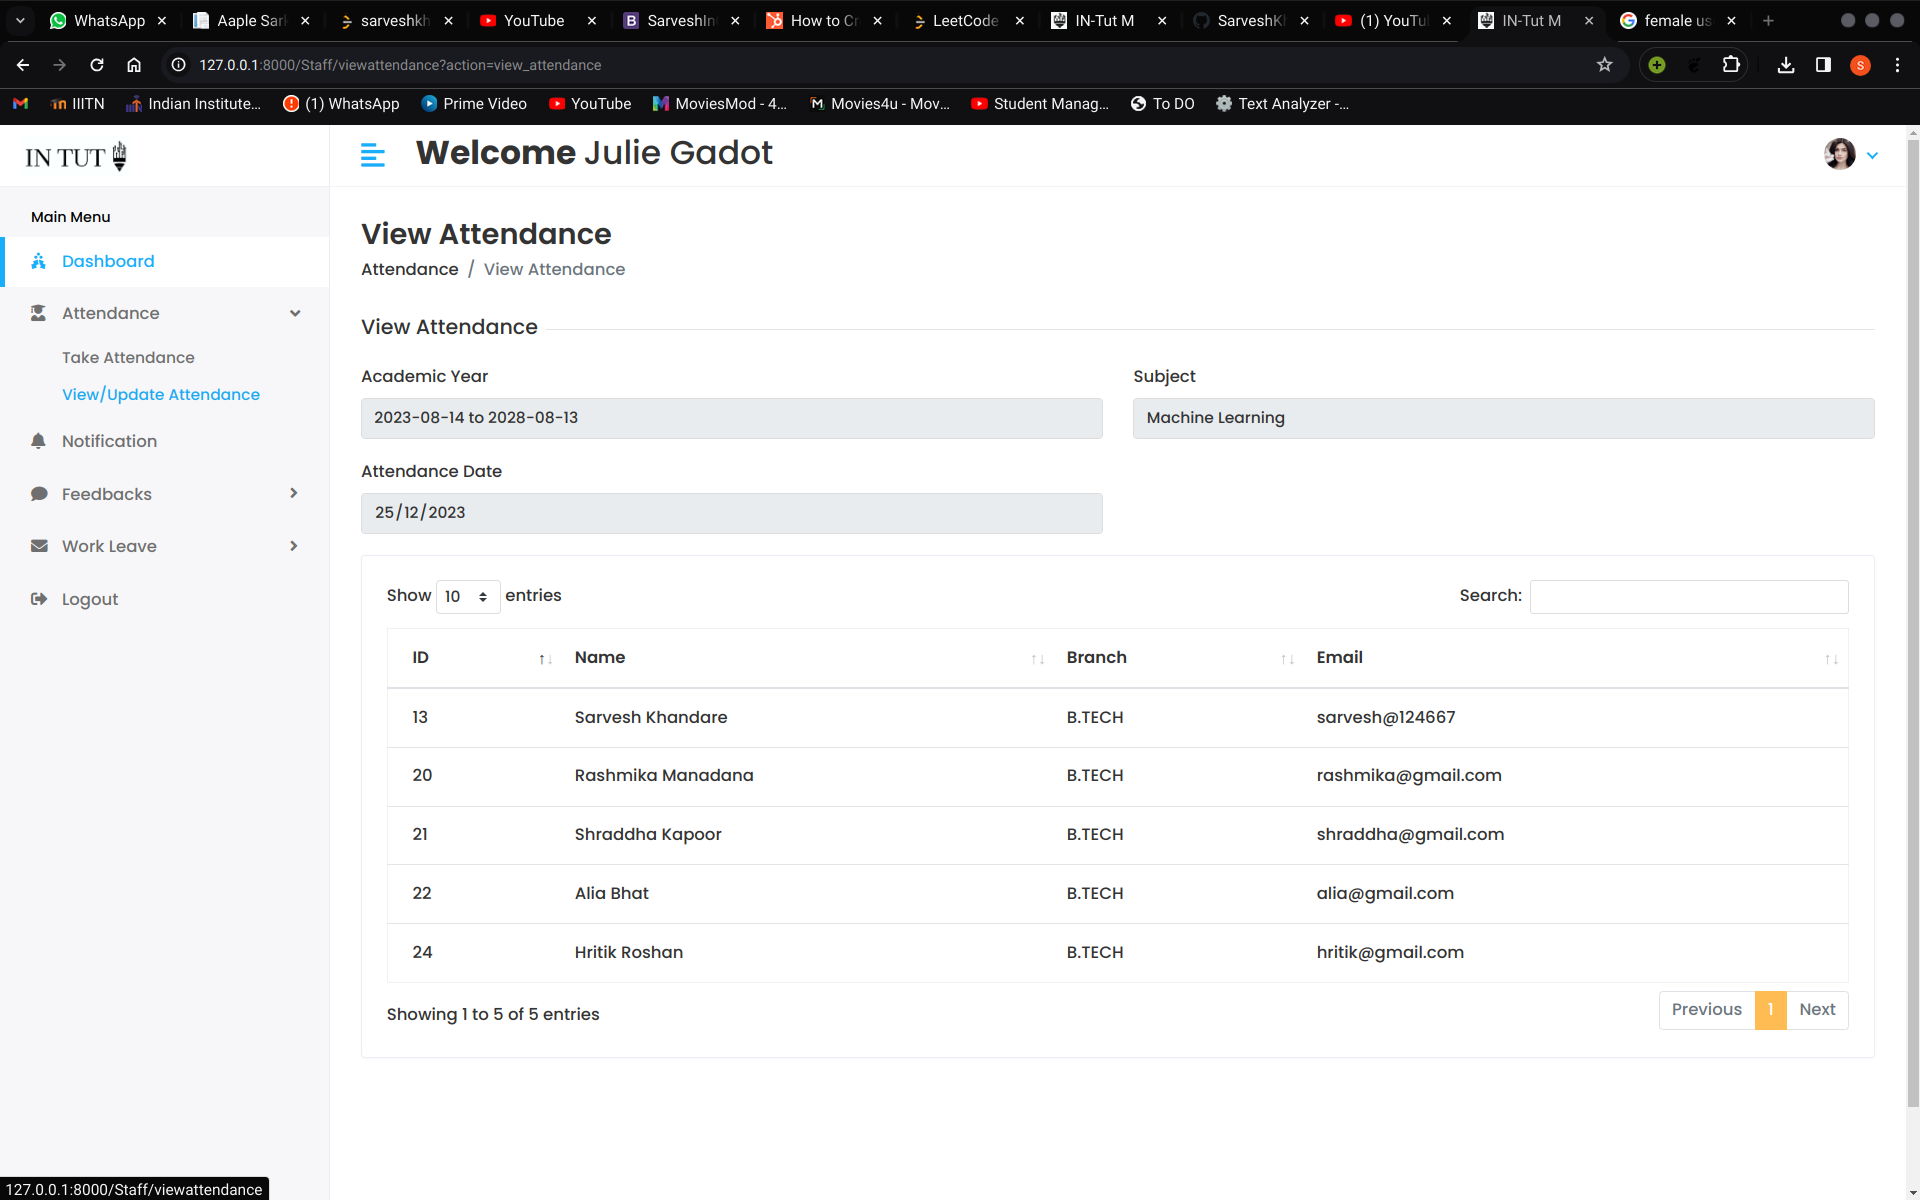 WhatsApp
Aaple Sar
sarveshkh
YouTube
SarveshIn
How to Cr
LeetCode
IN-Tut M
SarveshK
(1) YouTu
IN-Tut M
female us
127.0.0.1:8000/Staff/viewattendance?action=view_attendance
S
IIITN
Indian Institute...
(1) WhatsApp
Prime Video
YouTube
MoviesMod - 4...
Movies4u - Mov...
Student Manag...
To DO
Text Analyzer -...
IN TUT
Welcome Julie Gadot
Main Menu
Dashboard
Attendance
Take Attendance
View/Update Attendance
Notification
Feedbacks
Work Leave
Logout
View Attendance
Attendance / View Attendance
View Attendance
Academic Year
2023-08-14 to 2028-08-13
Subject
Machine Learning
Attendance Date
25/12/2023
Show 10 entries
Search:
ID Name Branch Email
13 Sarvesh Khandare B.TECH sarvesh@124667
20 Rashmika Manadana B.TECH rashmika@gmail.com
21 Shraddha Kapoor B.TECH shraddha@gmail.com
22 Alia Bhat B.TECH alia@gmail.com
24 Hritik Roshan B.TECH hritik@gmail.com
Showing 1 to 5 of 5 entries
Previous 1 Next
127.0.0.1:8000/Staff/viewattendance